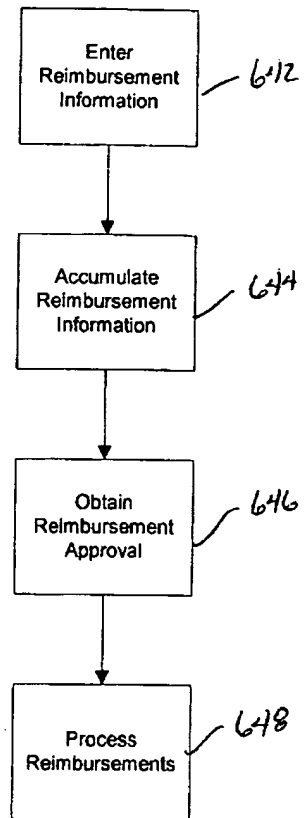 Enter
Reimbursement
Information
642
Accumulate
Reimbursement
Information
644
Obtain
Reimbursement
Approval
646
Process
Reimbursements
648